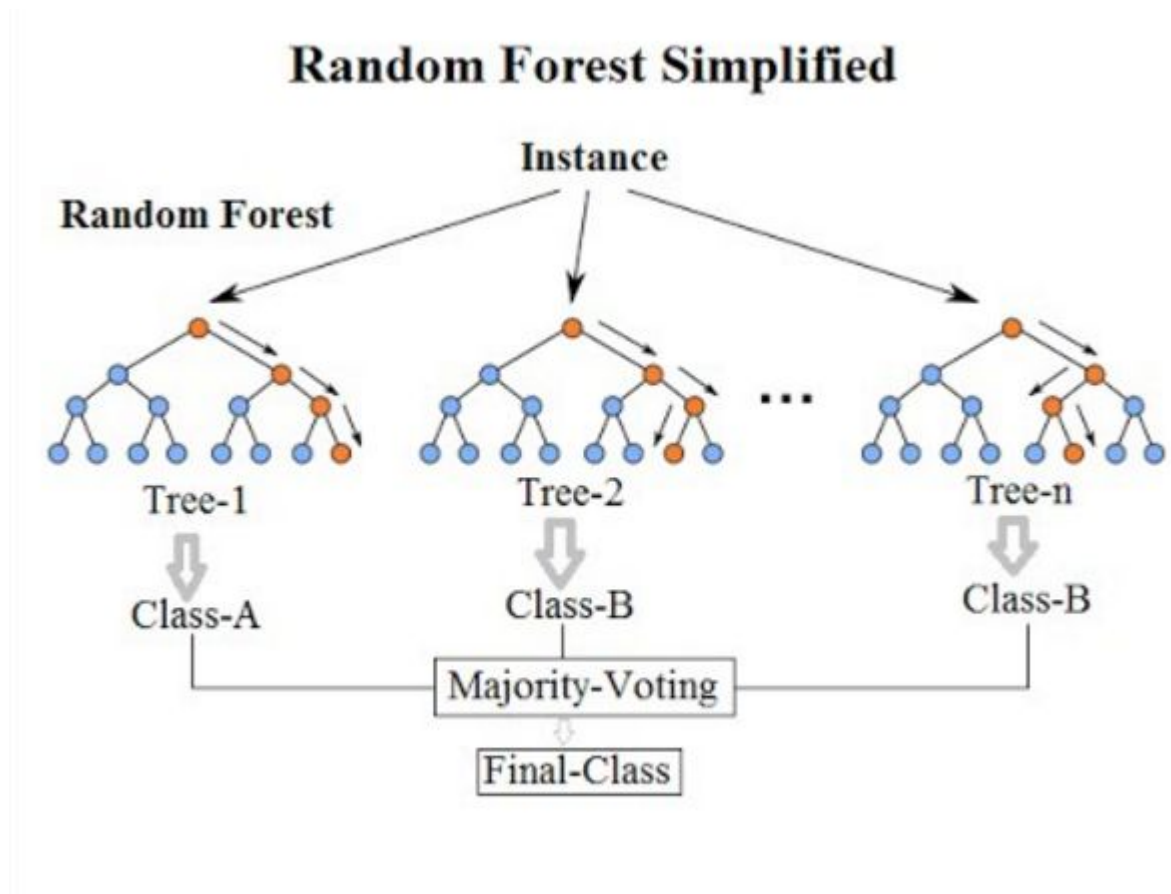 Random Forest Simplified
Instance
Random Forest
...
Tree-1
Tree-2
Tree-n
Class-A
Class-B
Class-B
Majority-Voting
Final-Class